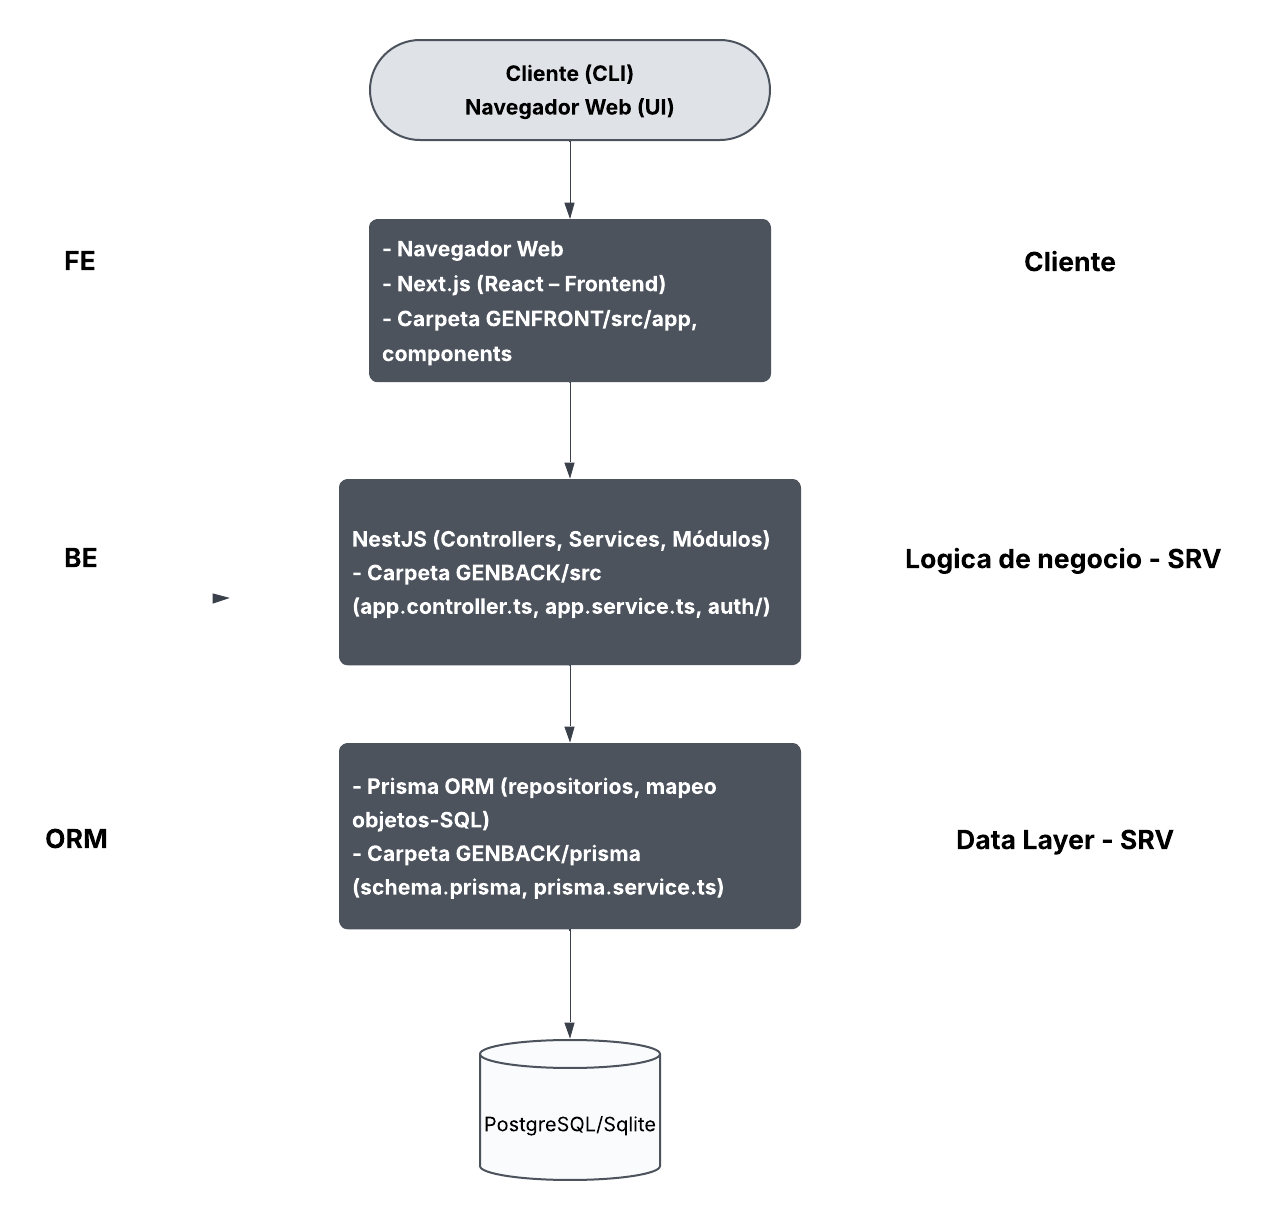 Cliente (CLI)
Navegador Web (UI)
FE
- Navegador Web
- Next.js (React – Frontend)
- Carpeta GENFRONT/src/app,
components
Cliente
BE
NestJS (Controllers, Services, Módulos)
- Carpeta GENBACK/src
(app.controller.ts, app.service.ts, auth/)
Logica de negocio - SRV
ORM
- Prisma ORM (repositorios, mapeo
objetos-SQL)
- Carpeta GENBACK/prisma
(schema.prisma, prisma.service.ts)
Data Layer - SRV
PostgreSQL/Sqlite